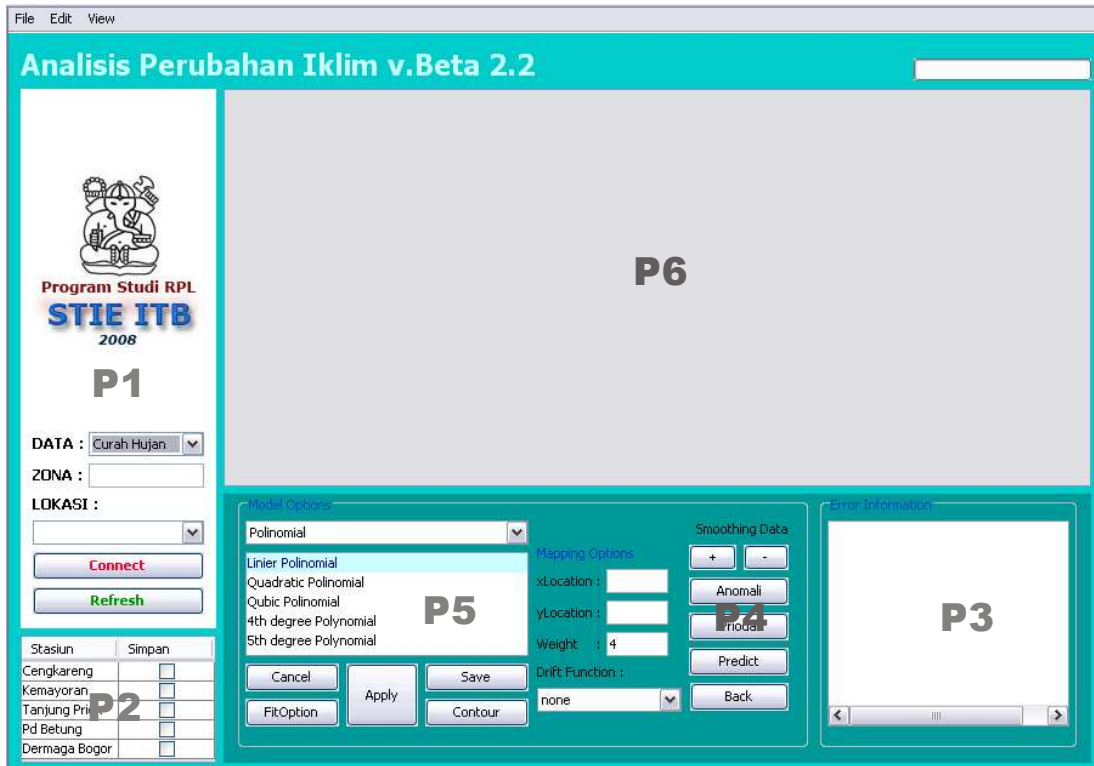 File Edit View
Analisis Perubahan Iklim v.Beta 2.2
Program Studi RPL
STIE ITB
2008
P1
DATA : Curah Hujan
ZONA :
LOKASI :
Connect
Refresh
Stasiun Simpan
Cengkareng
Kemayoran
Tanjung
Pd Betung
Dermaga Bogor
P2
P6
Model Options
Polinomial
Linier Polinomial
Quadratic Polinomial
Qubic Polinomial
4th degree Polynomial
5th degree Polynomial
P5
Cancel
Apply
Save
FitOption
Contour
Mapping Options
xLocation :
yLocation :
Weight : 4
Drift Function :
none
Smoothing Data
+ -
Anomali
P4
Predict
Back
Error Information
P3